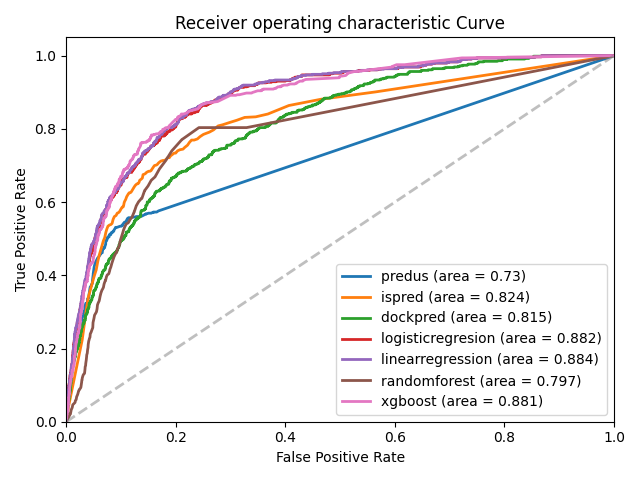 Receiver operating characteristic Curve
True Positive Rate
1.0
0.8
0.6
0.4
0.2
0.0
predus (area = 0.73)
ispred (area = 0.824)
dockpred (area = 0.815)
logisticregresion (area = 0.882)
linearregression (area = 0.884)
randomforest (area = 0.797)
xgboost (area = 0.881)
0.0 0.2 0.4 0.6 0.8 1.0
False Positive Rate